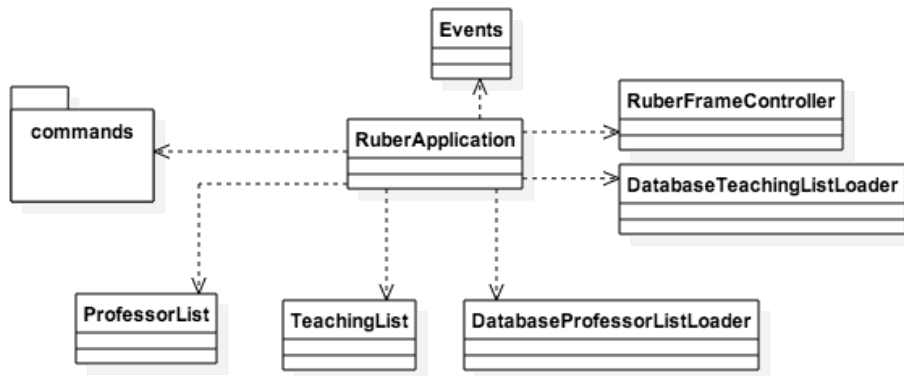 Events
RuberFrameController
commands
RuberApplication
DatabaseTeachingListLoader
ProfessorList
TeachingList
DatabaseProfessorListLoader